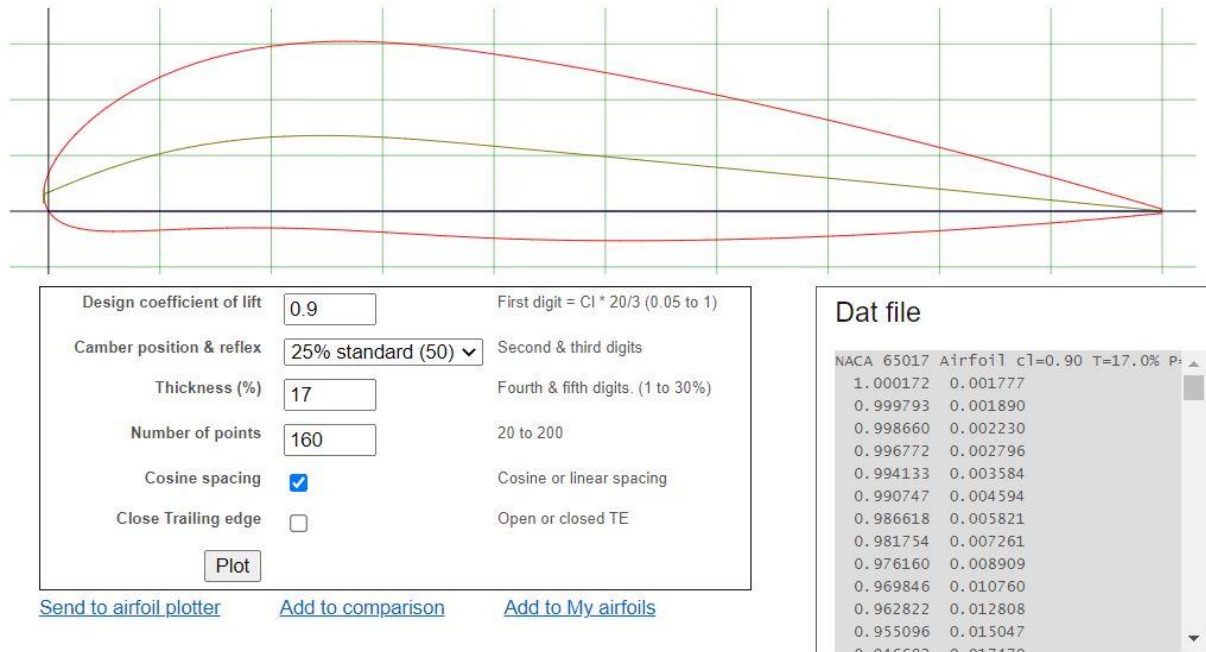 Design coefficient of lift 0.9 First digit = Cl * 20/3 (0.05 to 1)
Camber position & reflex 25% standard (50) Second & third digits
Thickness (%) 17 Fourth & fifth digits. (1 to 30%)
Number of points 160 20 to 200
Cosine spacing Cosine or linear spacing
Close Trailing edge Open or closed TE
Plot
Send to airfoil plotter Add to comparison Add to My airfoils
Dat file
NACA 65017 Airfoil cl=0.90 T=17.0% P=
1.000172 0.001777
0.999793 0.001890
0.998660 0.002230
0.996772 0.002796
0.994133 0.003584
0.990747 0.004594
0.986618 0.005821
0.981754 0.007261
0.976160 0.008909
0.969846 0.010760
0.962822 0.012808
0.955096 0.015047